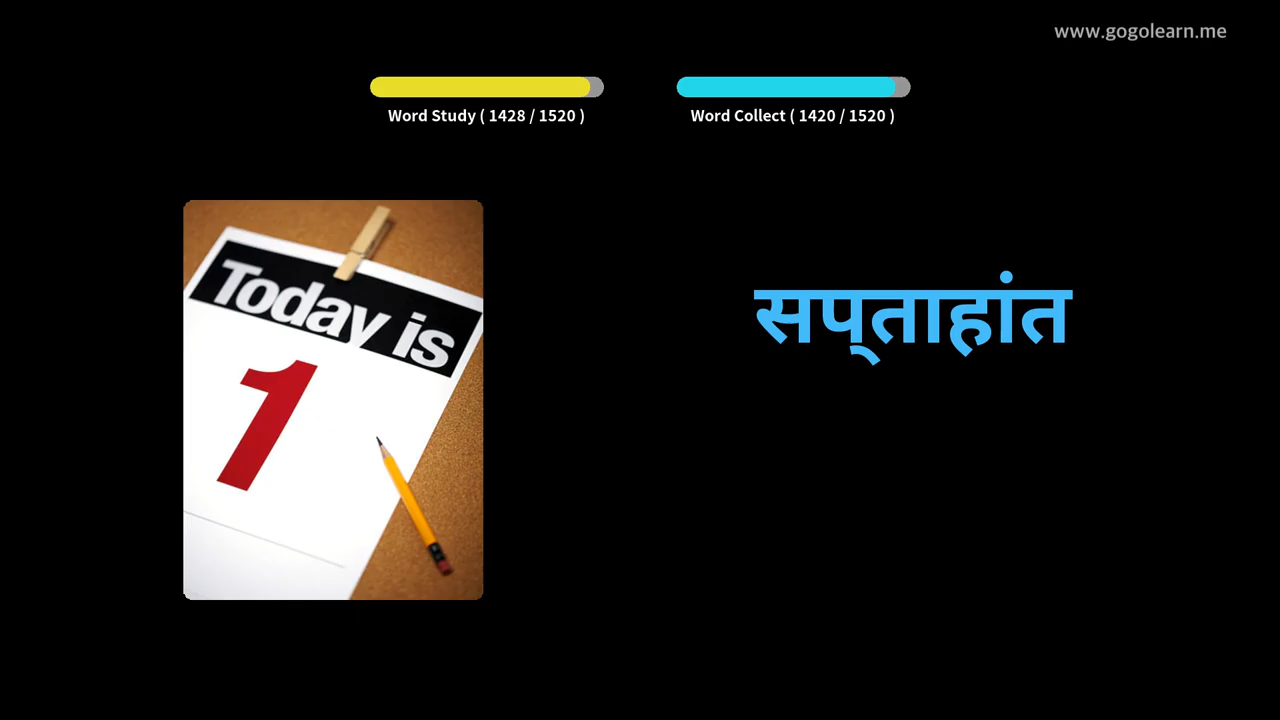 www.gogolearn.me
Word Study ( 1428 / 1520 )
Word Collect ( 1420 / 1520 )
Today is
1
सप्ताहांत